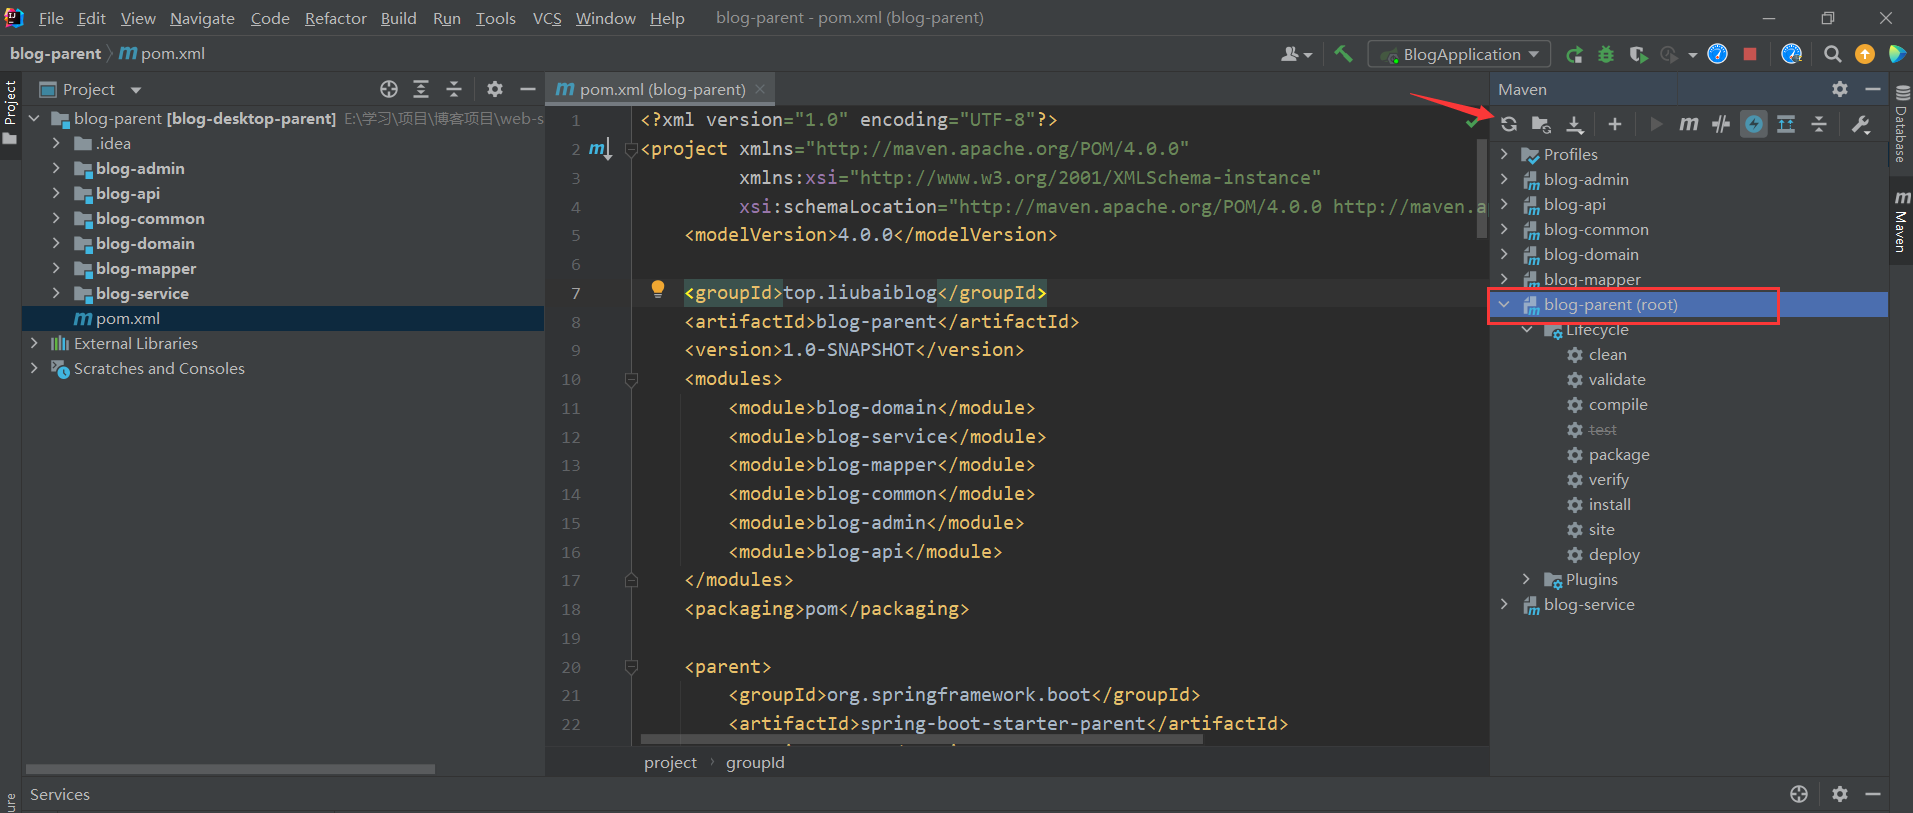 File Edit View Navigate Code Refactor Build Run Tools VCS Window Help blog-parent - pom.xml (blog-parent)
blog-parent pom.xml
BlogApplication
Project
Project
blog-parent [blog-desktop-parent] E:\学习\项目\博客项目\web-s
.idea
blog-admin
blog-api
blog-common
blog-domain
blog-mapper
blog-service
pom.xml
External Libraries
Scratches and Consoles
pom.xml (blog-parent)
1 <?xml version="1.0" encoding="UTF-8"?>
2 <project xmlns="http://maven.apache.org/POM/4.0.0"
3 xmlns:xsi="http://www.w3.org/2001/XMLSchema-instance"
4 xsi:schemaLocation="http://maven.apache.org/POM/4.0.0 http://maven.a
5 <modelVersion>4.0.0</modelVersion>
6
7 <groupId>top.liubaiblog</groupId>
8 <artifactId>blog-parent</artifactId>
9 <version>1.0-SNAPSHOT</version>
10 <modules>
11 <module>blog-domain</module>
12 <module>blog-service</module>
13 <module>blog-mapper</module>
14 <module>blog-common</module>
15 <module>blog-admin</module>
16 <module>blog-api</module>
17 </modules>
18 <packaging>pom</packaging>
19
20 <parent>
21 <groupId>org.springframework.boot</groupId>
22 <artifactId>spring-boot-starter-parent</artifactId>
project groupId
Maven
Profiles
blog-admin
blog-api
blog-common
blog-domain
blog-mapper
blog-parent (root)
Lifecycle
clean
validate
compile
test
package
verify
install
site
deploy
Plugins
blog-service
Database
Maven
ure
Services